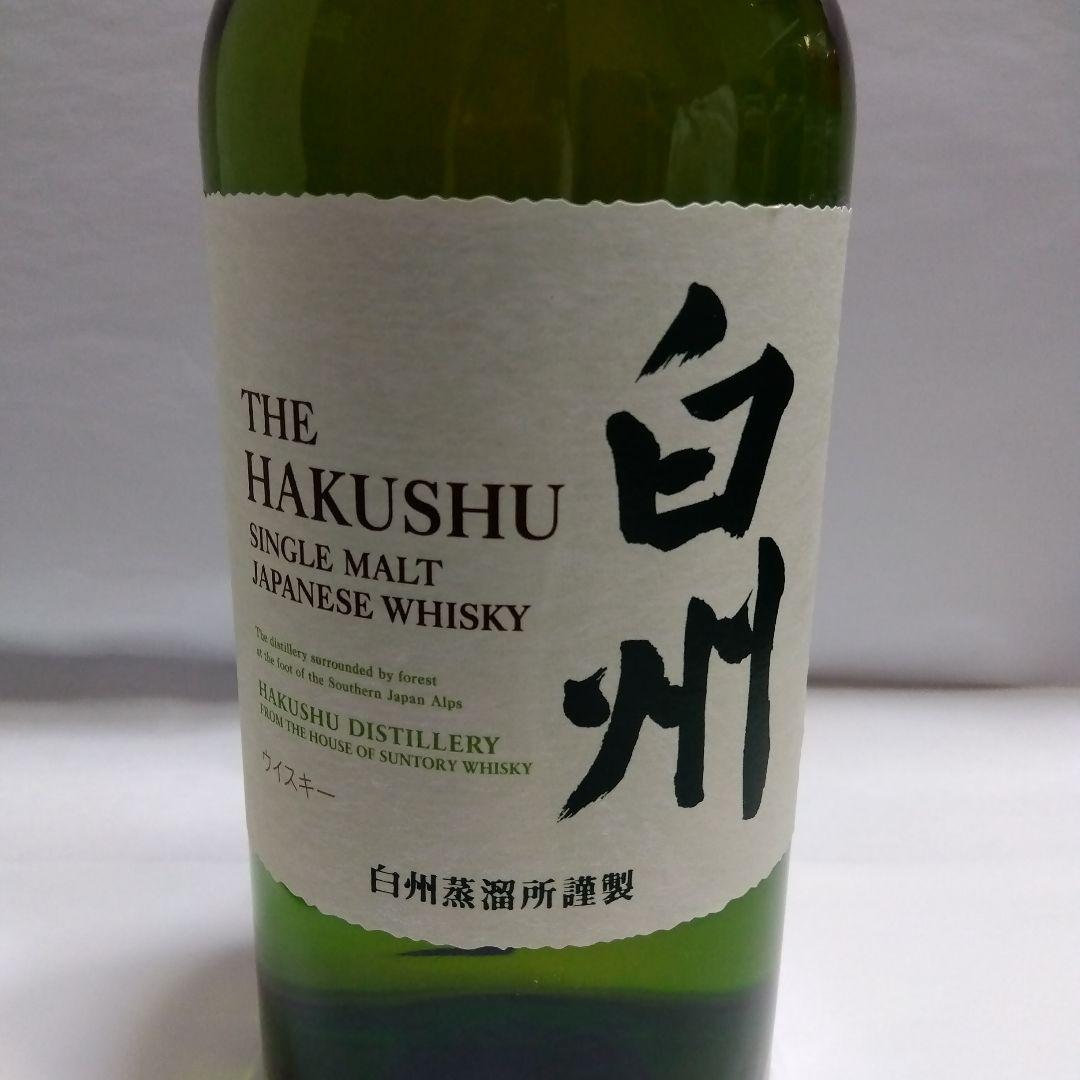 THE
HAKUSHU
SINGLE MALT
JAPANESE WHISKY
The distillery surrounded by forest
at the foot of the Southern Japan Alps
HAKUSHU DISTILLERY
FROM THE HOUSE OF SUNTORY WHISKY
ウイスキー
白州
白州蒸溜所謹製